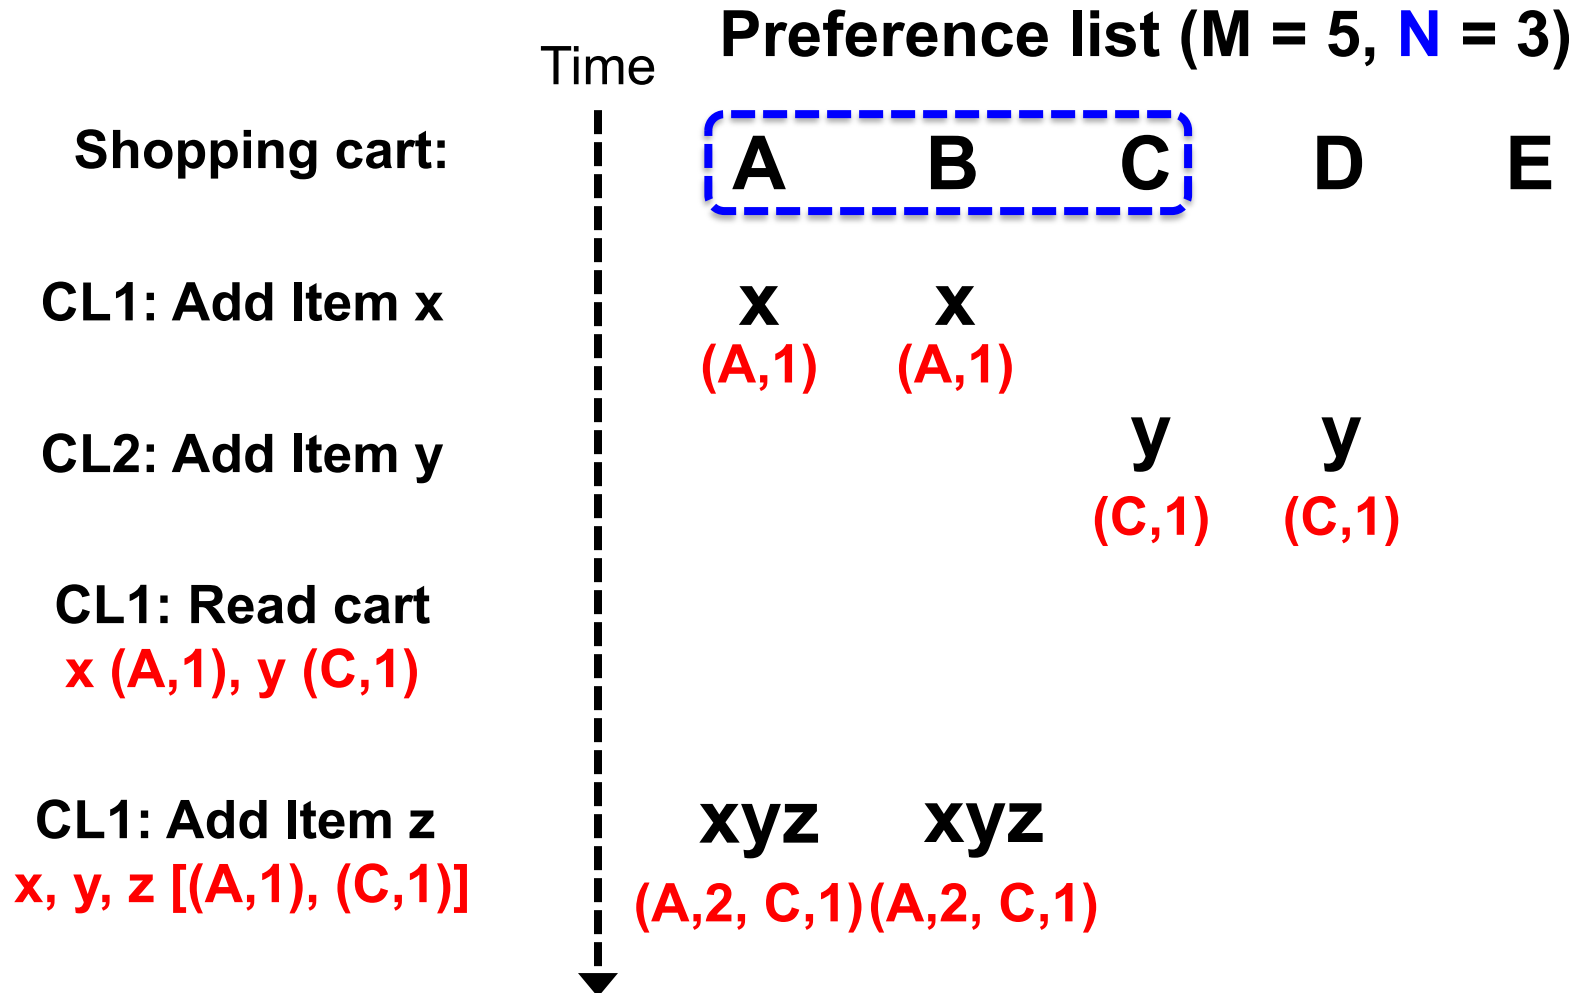 Preference list (M = 5, N = 3)
Time
Shopping cart: A B C D E
CL1: Add Item x x x
(A,1) (A,1)
CL2: Add Item y y y
(C,1) (C,1)
CL1: Read cart
x (A,1), y (C,1)
CL1: Add Item z xyz xyz
x, y, z [(A,1), (C,1)] (A,2, C,1) (A,2, C,1)